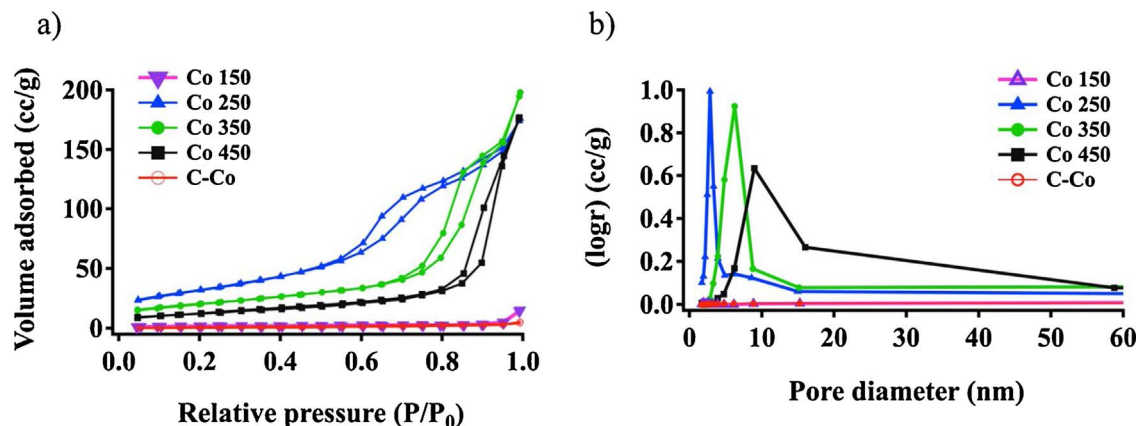 a)
Co 150
Co 250
Co 350
Co 450
C-Co
Volume adsorbed (cc/g)
200
150
100
50
0
0.0 0.2 0.4 0.6 0.8 1.0
Relative pressure (P/P₀)
b)
Co 150
Co 250
Co 350
Co 450
C-Co
(logr) (cc/g)
1.0
0.8
0.6
0.4
0.2
0.0
0 10 20 30 40 50 60
Pore diameter (nm)